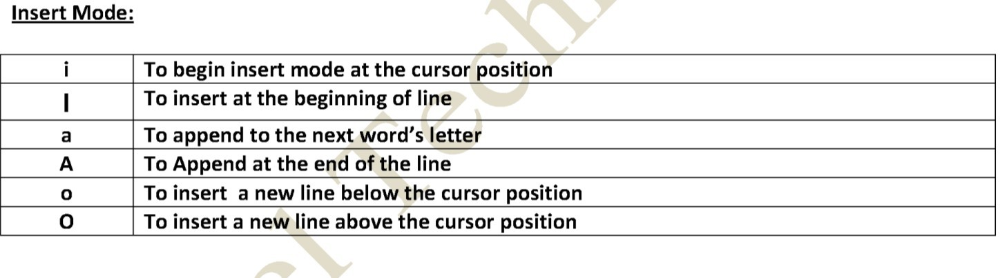 Insert Mode:
i To begin insert mode at the cursor position
I To insert at the beginning of line
a To append to the next word’s letter
A To Append at the end of the line
o To insert  a new line below the cursor position
O To insert a new line above the cursor position